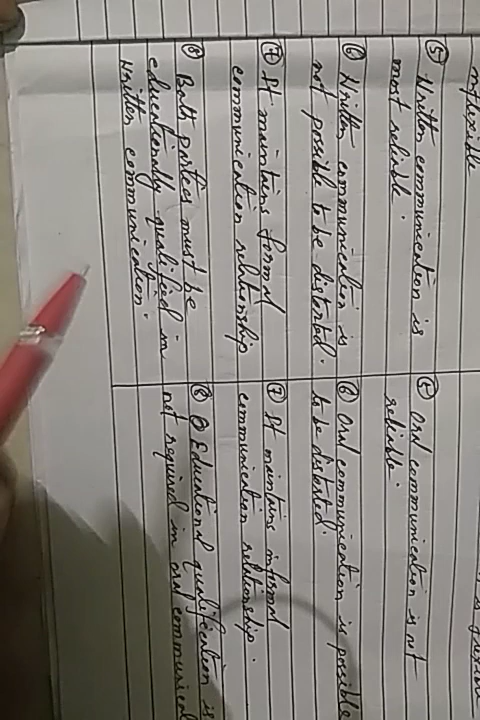 inflexible
⑤ Written communication is
most reliable.
⑥ Written communication is
not possible to be distorted.
⑦ It maintains formal
communication relationship
⑧ Both parties must be
educationally qualified in
written communication.
⑤ Oral communication is not
reliable.
⑥ Oral communication is possible
to be distorted.
⑦ It maintains informal
communication relationship.
⑧ Educational qualification is
not required in oral communicat